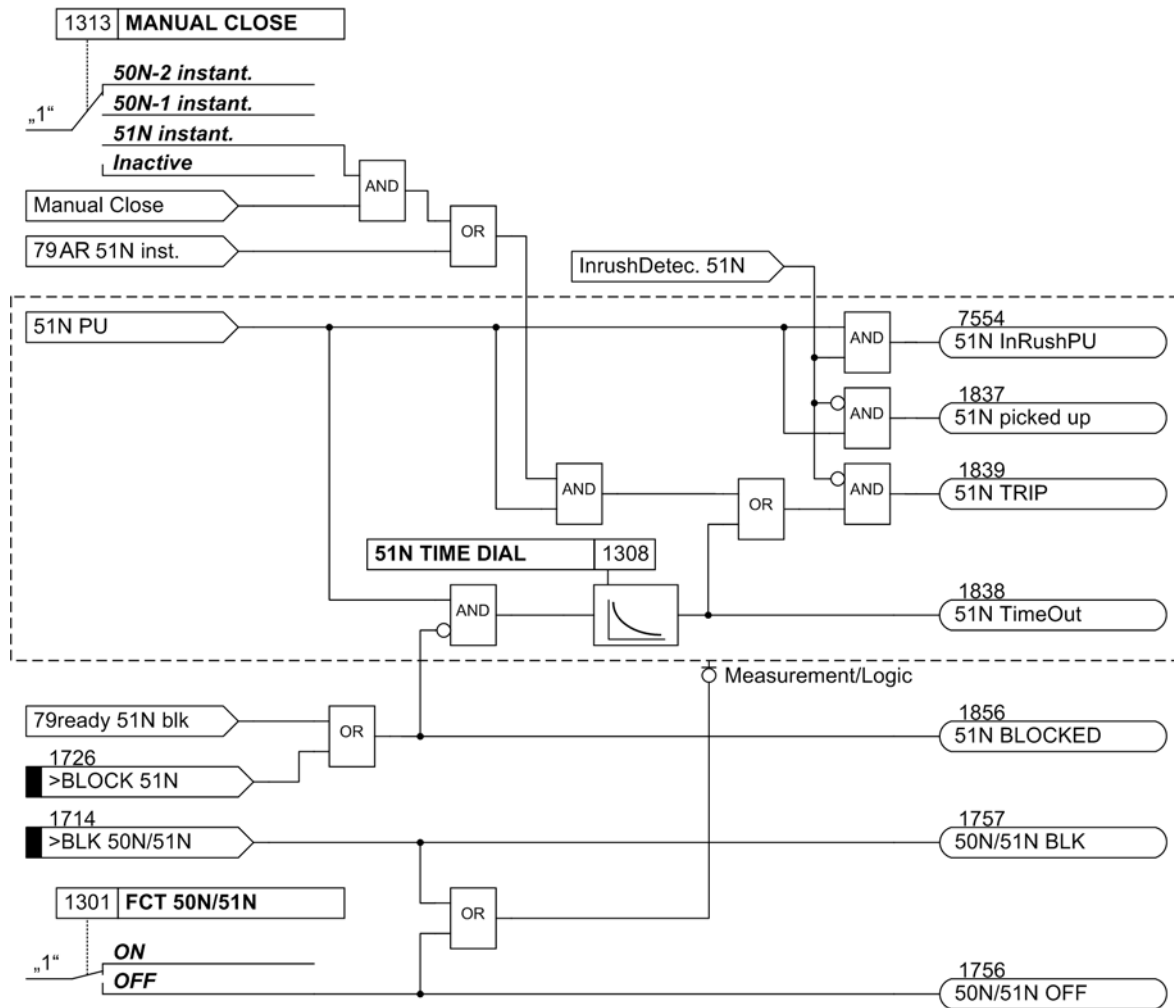 1313 MANUAL CLOSE
50N-2 instant.
50N-1 instant.
„1“
51N instant.
Inactive
AND
Manual Close
OR
79AR 51N inst.
InrushDetec. 51N
51N PU
AND
7554
51N InRushPU
AND
1837
51N picked up
AND
OR
AND
1839
51N TRIP
51N TIME DIAL 1308
AND
1838
51N TimeOut
Measurement/Logic
79ready 51N blk
OR
1856
51N BLOCKED
1726
>BLOCK 51N
1714
>BLK 50N/51N
1757
50N/51N BLK
1301 FCT 50N/51N
OR
„1“
ON
OFF
1756
50N/51N OFF